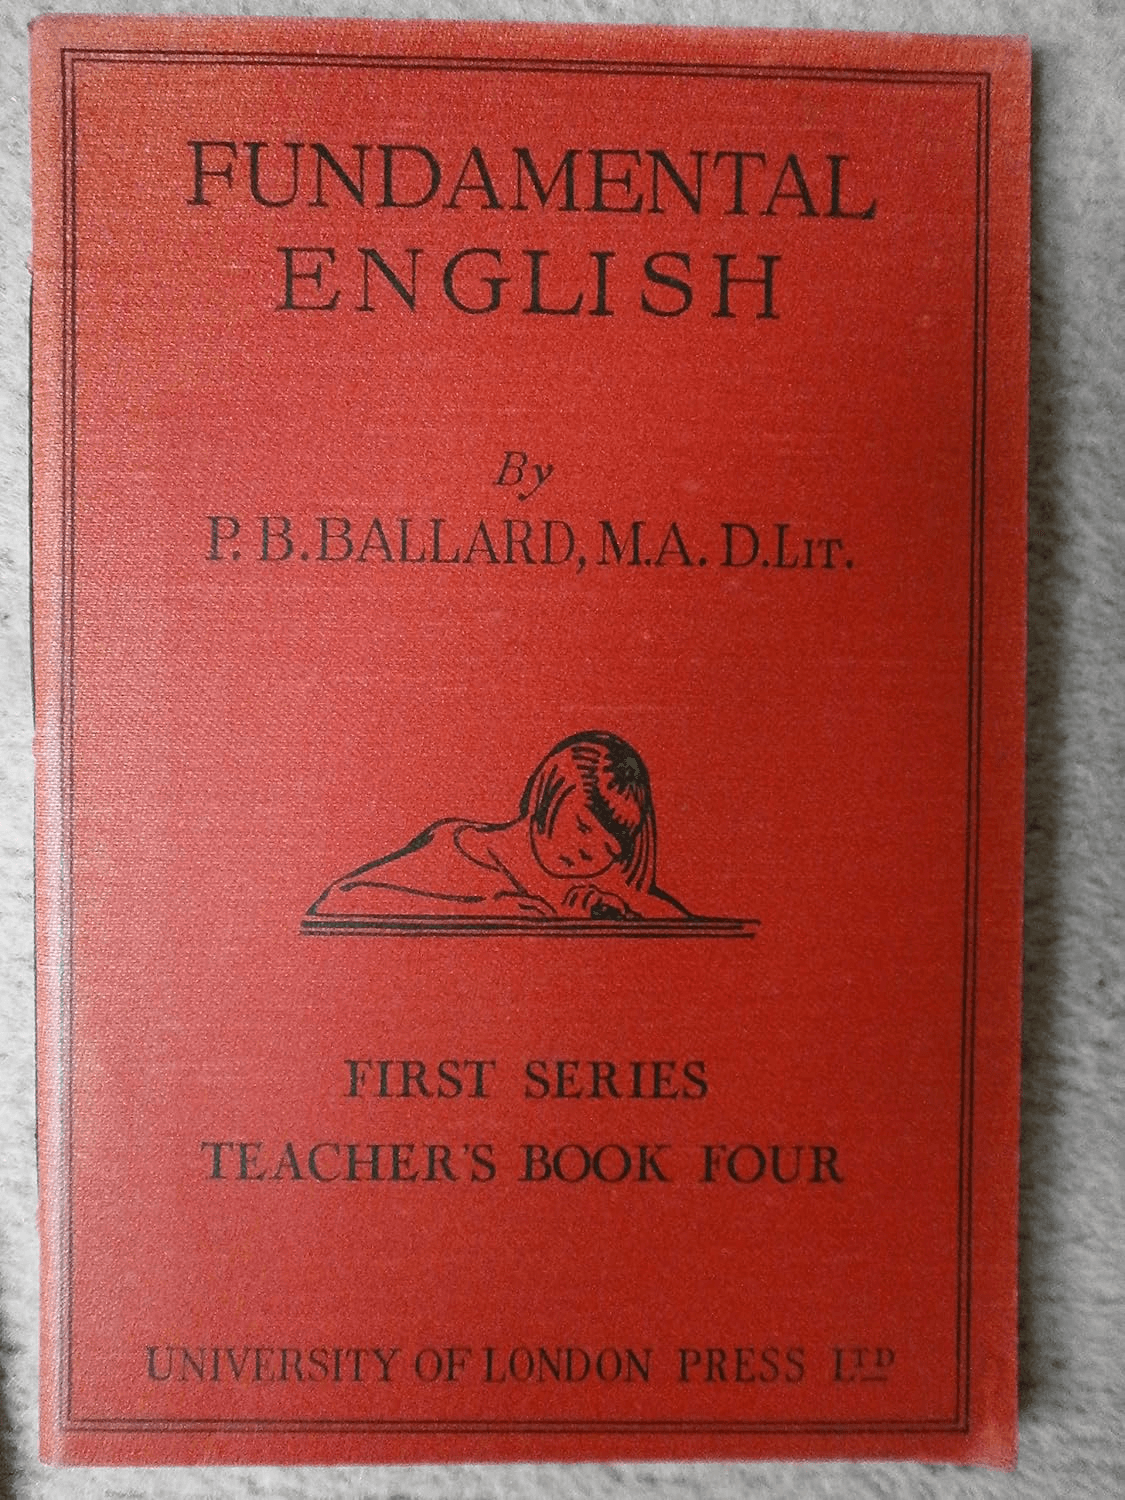 FUNDAMENTAL
ENGLISH
By
P. B. BALLARD, M.A. D.LIT.
FIRST SERIES
TEACHER'S BOOK FOUR
UNIVERSITY OF LONDON PRESS LTD